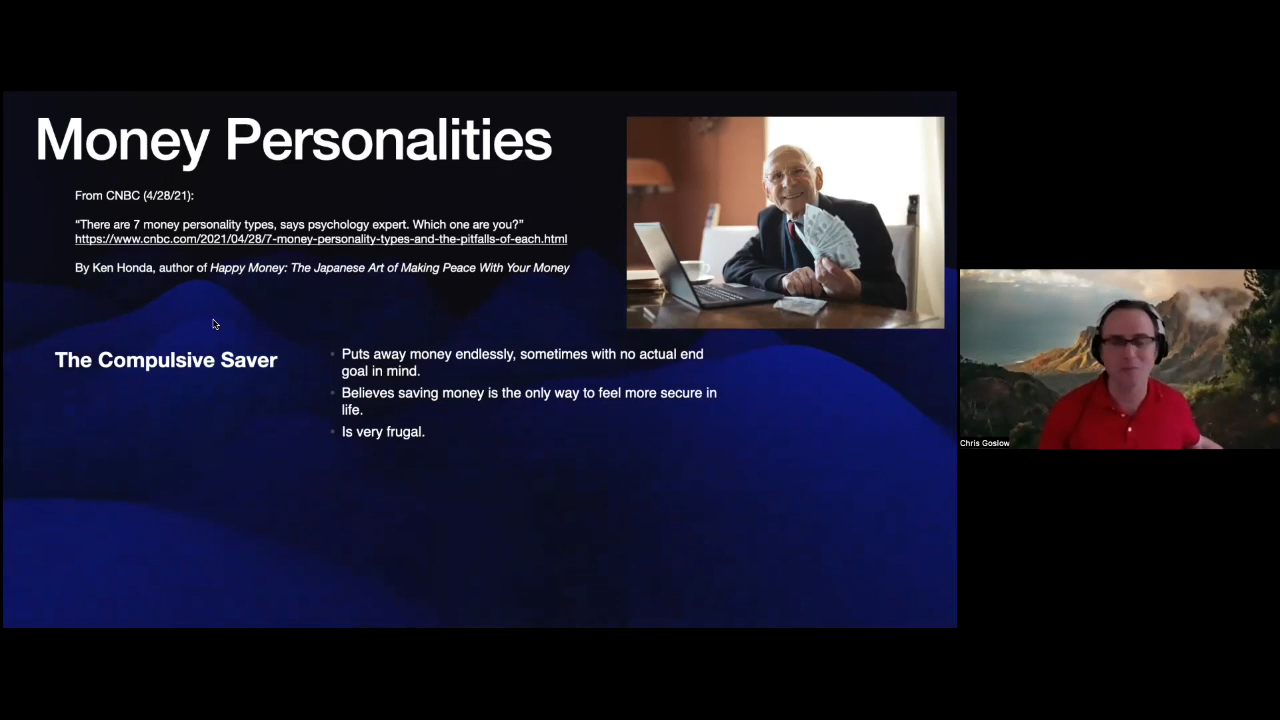 Money Personalities
From CNBC (4/28/21):
“There are 7 money personality types, says psychology expert. Which one are you?”
https://www.cnbc.com/2021/04/28/7-money-personality-types-and-the-pitfalls-of-each.html
By Ken Honda, author of Happy Money: The Japanese Art of Making Peace With Your Money
The Compulsive Saver
Puts away money endlessly, sometimes with no actual end
goal in mind.
Believes saving money is the only way to feel more secure in
life.
Is very frugal.
Chris Goslow